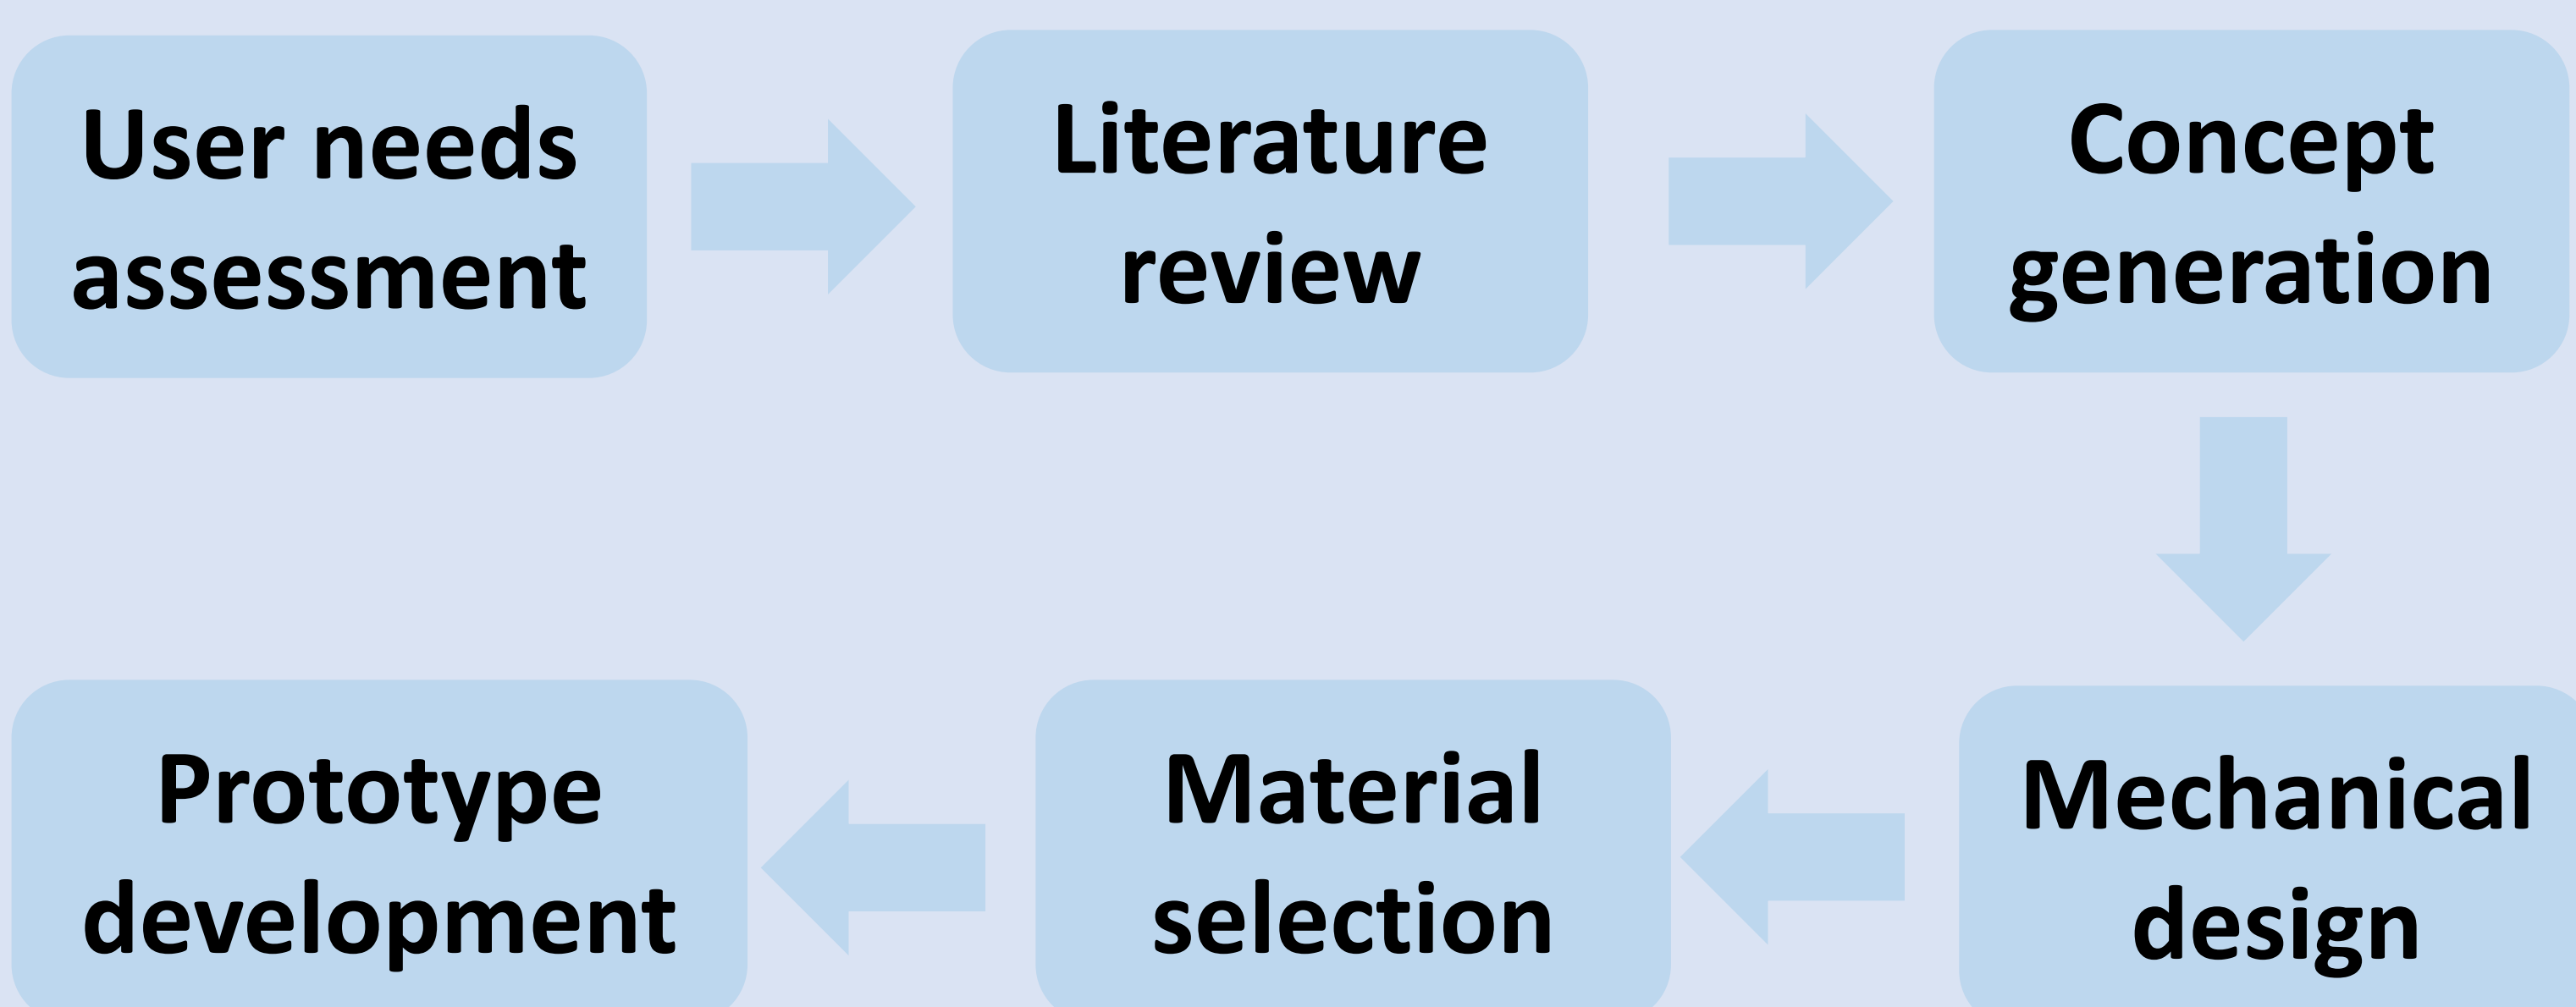 User needs
assessment
Literature
review
Concept
generation
Mechanical
design
Material
selection
Prototype
development